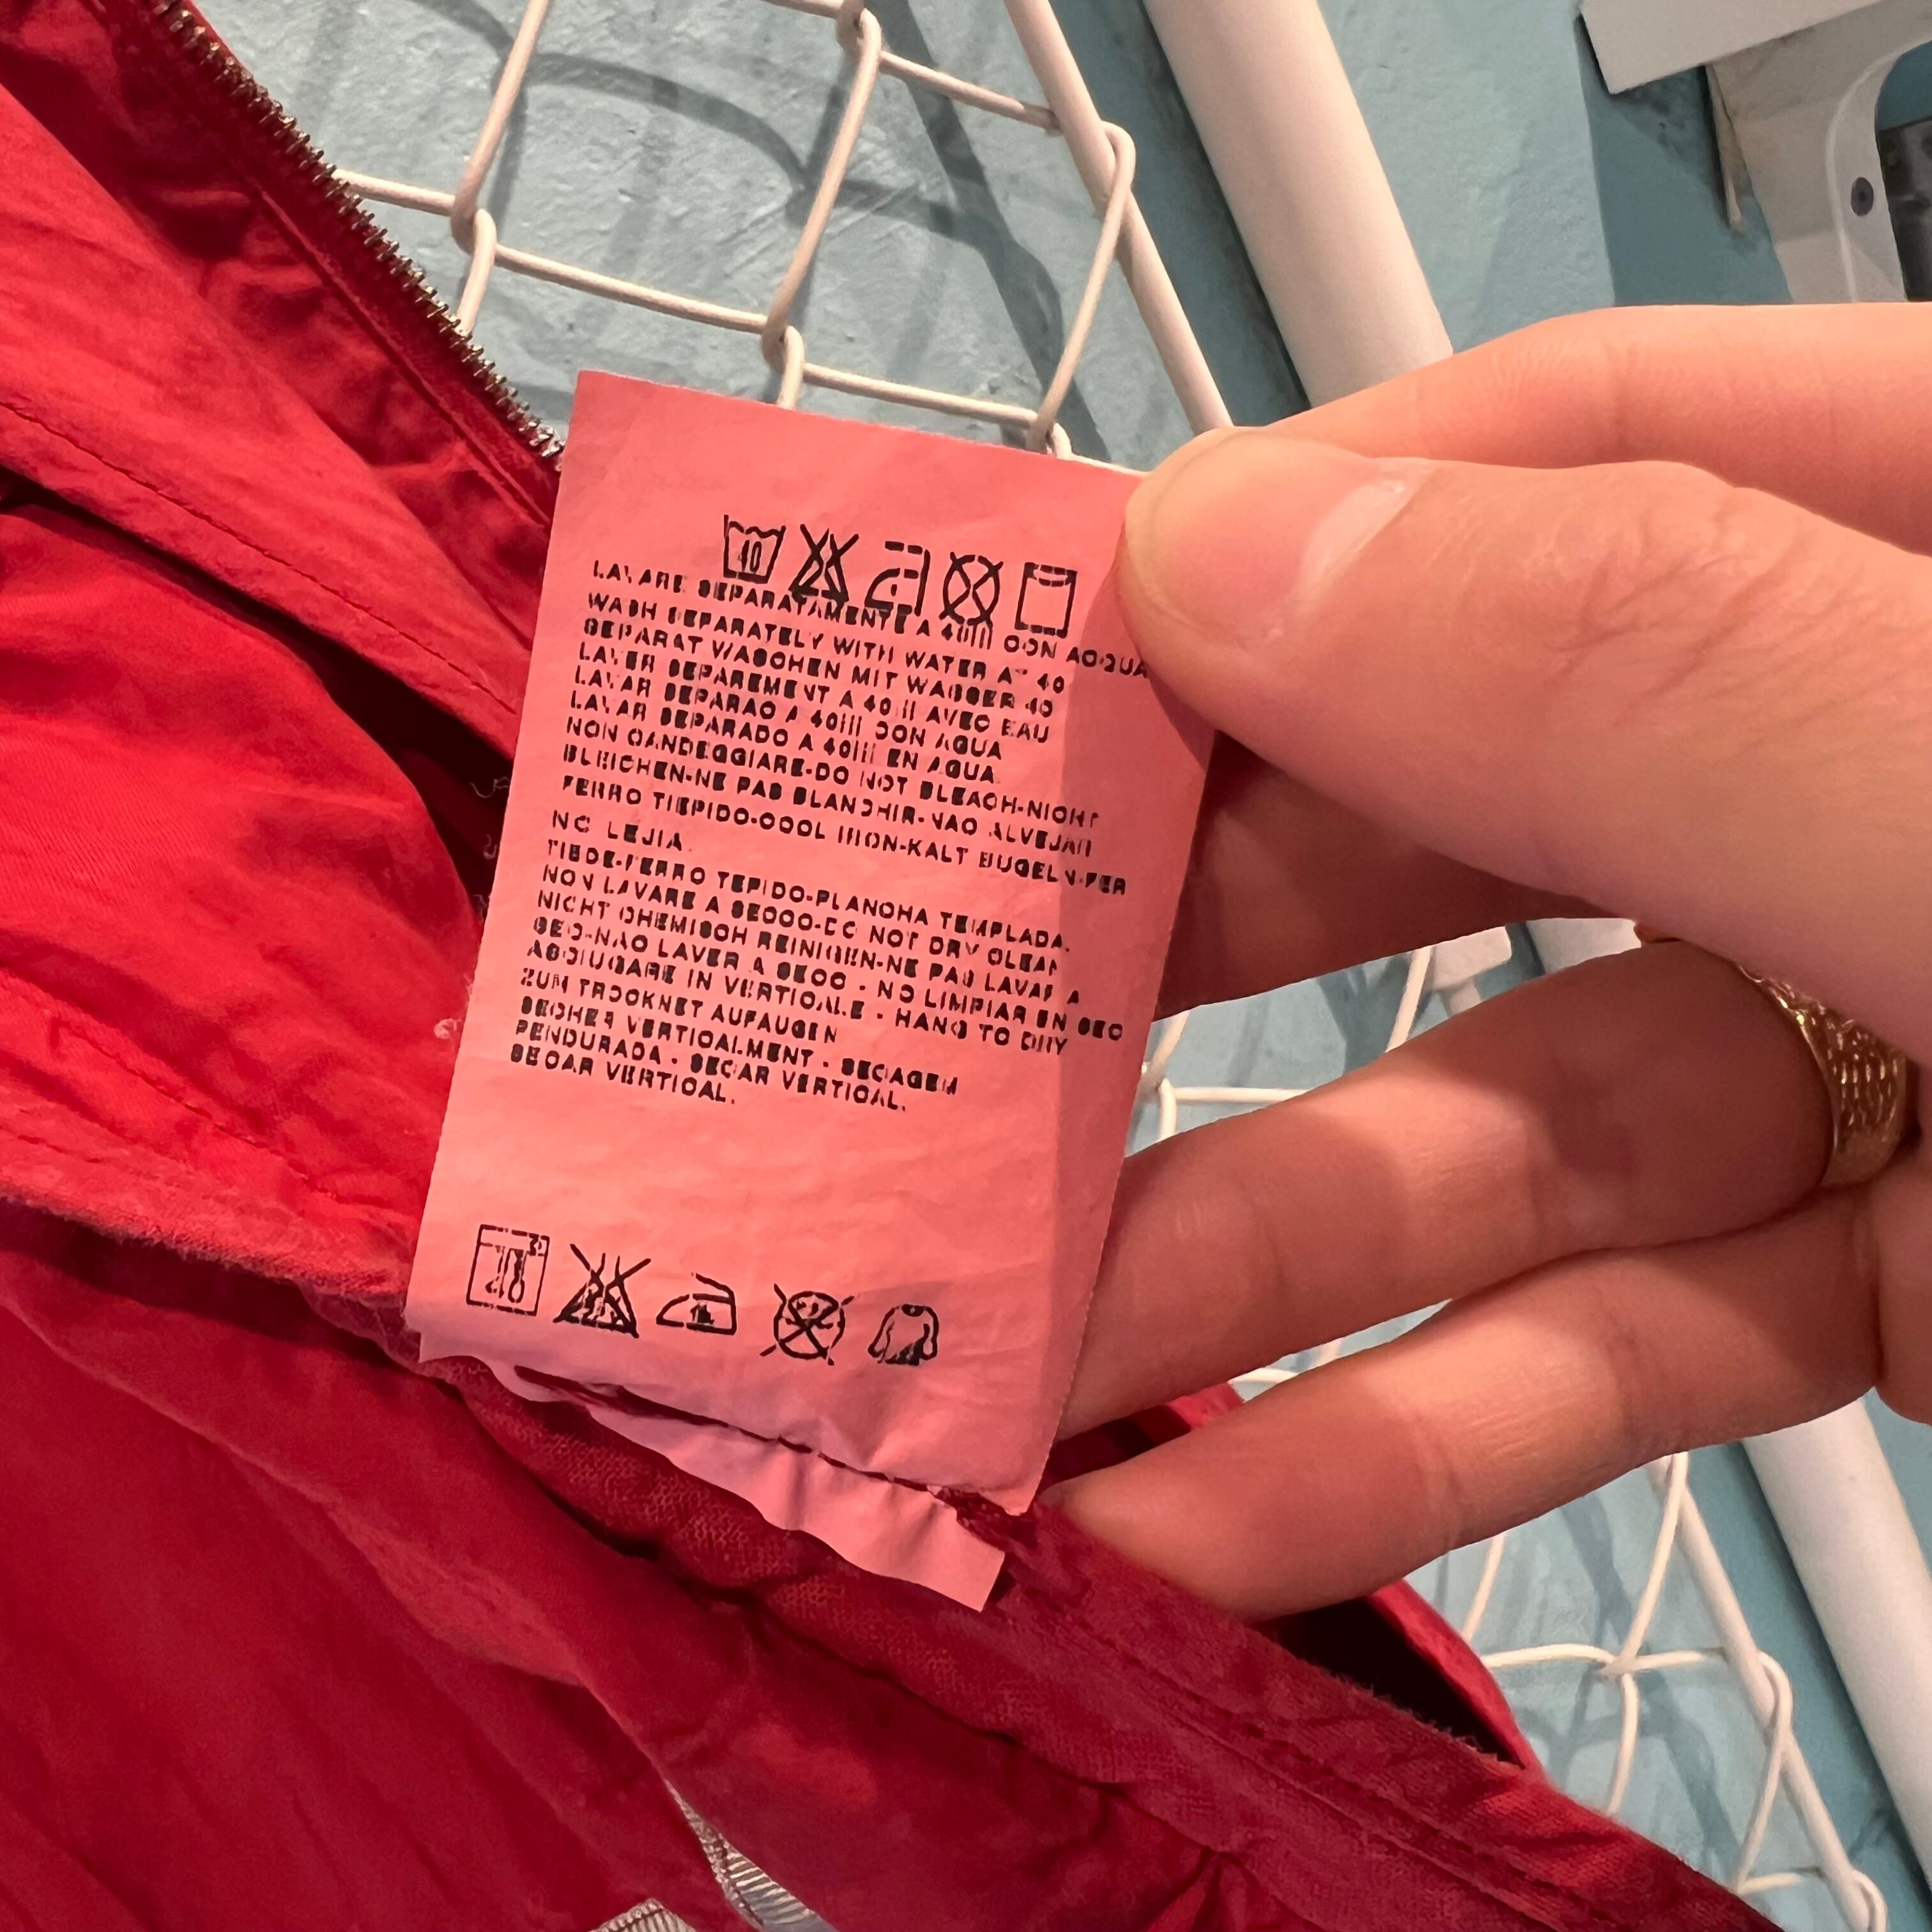 40
LAVARE SEPARATAMENTE A 40 CON ACQUA
WASH SEPARATELY WITH WATER AT 40
SEPARAT WASCHEN MIT WASSER 40
LAVER SEPAREMENT A 40 AVEC EAU
LAVAR SEPARAO A 40 CON AGUA
LAVAR SEPARADO A 40 EN AGUA
NON CANDEGGIARE-DO NOT BLEACH-NICHT
BLEICHEN-NE PAS BLANCHIR-NAO ALVEJAR
FERRO TIEPIDO-COOL IRON-KALT BUGELN-FER
NO LEJIA
TIEDE-FERRO TEPIDO-PLANCHA TEMPLADA.
NON LAVARE A SECCO-DO NOT DRY CLEAN
NICHT CHEMISCH REINIGEN-NE PAS LAVAR A
SEC-NAO LAVER A SECO - NO LIMPIAR EN SEC
ASCIUGARE IN VERTICALE - HANG TO DRY
ZUM TROCKNET AUFAUGEN
SECHER VERTICALMENT - SECAGEM
PENDURADA - SECAR VERTICAL.
SECAR VERTICAL.